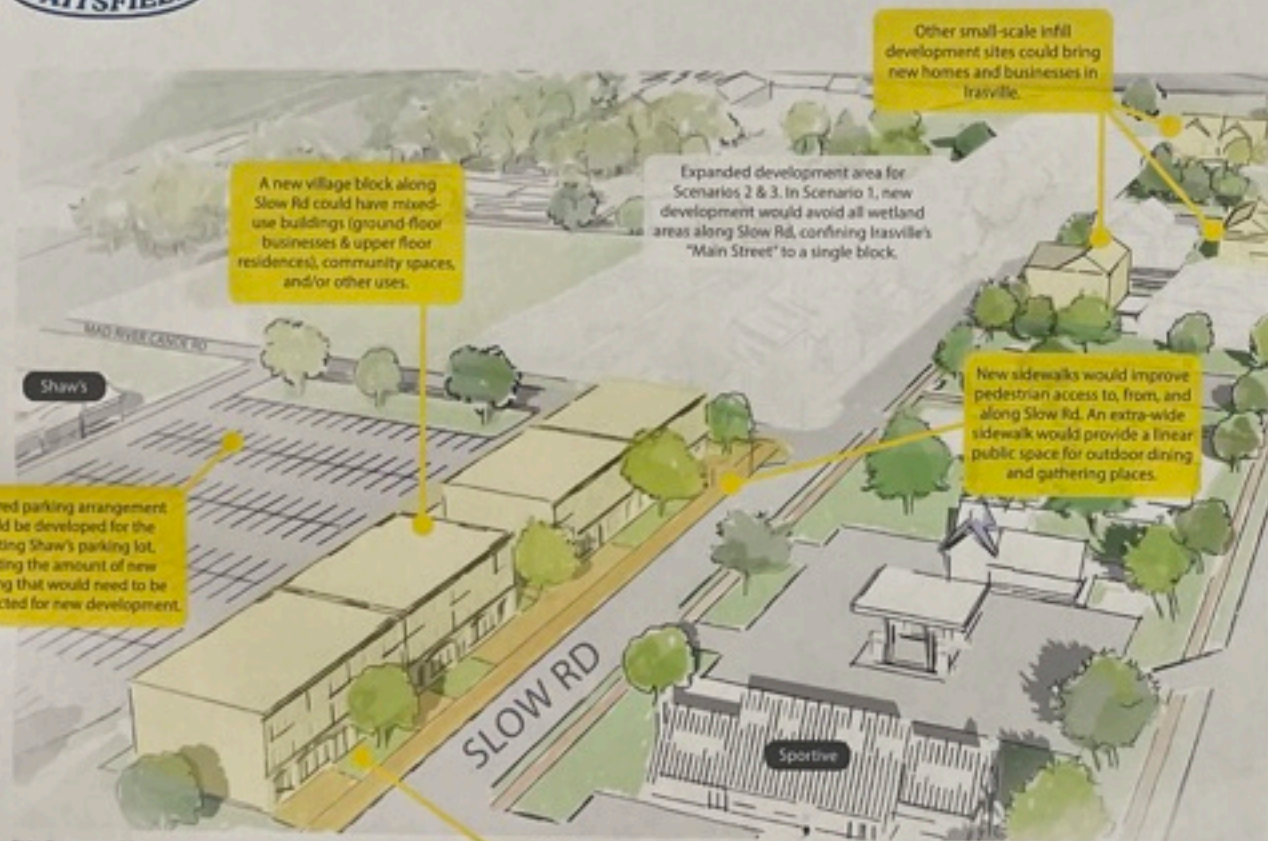 AITSFIEL
Other small-scale infill
development sites could bring
new homes and businesses in
Irasville.
A new village block along
Slow Rd could have mixed-
use buildings (ground-floor
businesses & upper floor
residences), community spaces,
and/or other uses.
Expanded development area for
Scenarios 2 & 3. In Scenario 1, new
development would avoid all wetland
areas along Slow Rd, confining Irasville's
"Main Street" to a single block.
MAD RIVER CANOE RD
Shaw's
New sidewalks would improve
pedestrian access to, from, and
along Slow Rd. An extra-wide
sidewalk would provide a linear
public space for outdoor dining
and gathering places.
ved parking arrangement
ld be developed for the
ting Shaw's parking lot,
ting the amount of new
ng that would need to be
cted for new development.
SLOW RD
Sportive